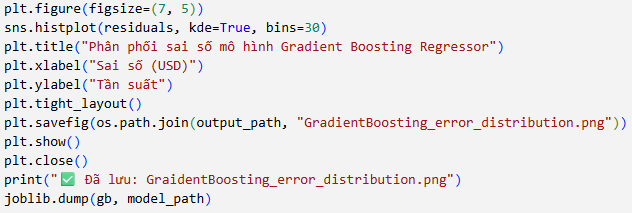 plt.figure(figsize=(7, 5))
sns.histplot(residuals, kde=True, bins=30)
plt.title("Phân phối sai số mô hình Gradient Boosting Regressor")
plt.xlabel("Sai số (USD)")
plt.ylabel("Tần suất")
plt.tight_layout()
plt.savefig(os.path.join(output_path, "GradientBoosting_error_distribution.png"))
plt.show()
plt.close()
print("✅ Đã lưu: GraidentBoosting_error_distribution.png")
joblib.dump(gb, model_path)